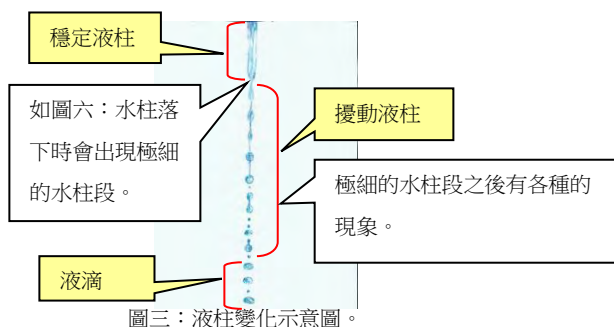 穩定液柱
如圖六：水柱落
下時會出現極細
的水柱段。
擾動液柱
極細的水柱段之後有各種的
現象。
液滴
圖三：液柱變化示意圖。